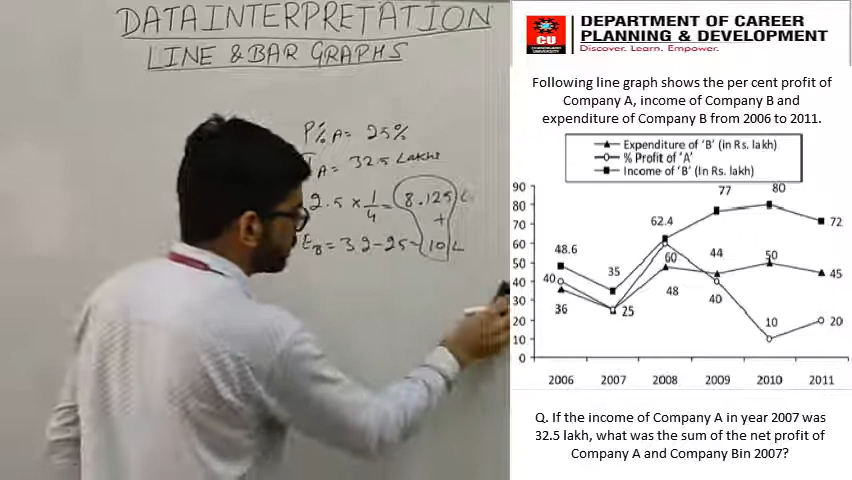 DATA INTERPRETATION
LINE & BAR GRAPHS
P% A = 25%
A = 32.5 Lakhs
2.5 × 1/4 = 8.125 L
+
EB = 32 - 25 - 10 L
CU
CHANDIGARH
UNIVERSITY
DEPARTMENT OF CAREER
PLANNING & DEVELOPMENT
Discover. Learn. Empower.
Following line graph shows the per cent profit of
Company A, income of Company B and
expenditure of Company B from 2006 to 2011.
Expenditure of 'B' (in Rs. lakh)
% Profit of 'A'
Income of 'B' (In Rs. lakh)
90
80
70
60
50
40
30
20
10
0
48.6
40
36
35
25
62.4
60
48
77
44
40
80
50
10
72
45
20
2006 2007 2008 2009 2010 2011
Q. If the income of Company A in year 2007 was
32.5 lakh, what was the sum of the net profit of
Company A and Company Bin 2007?